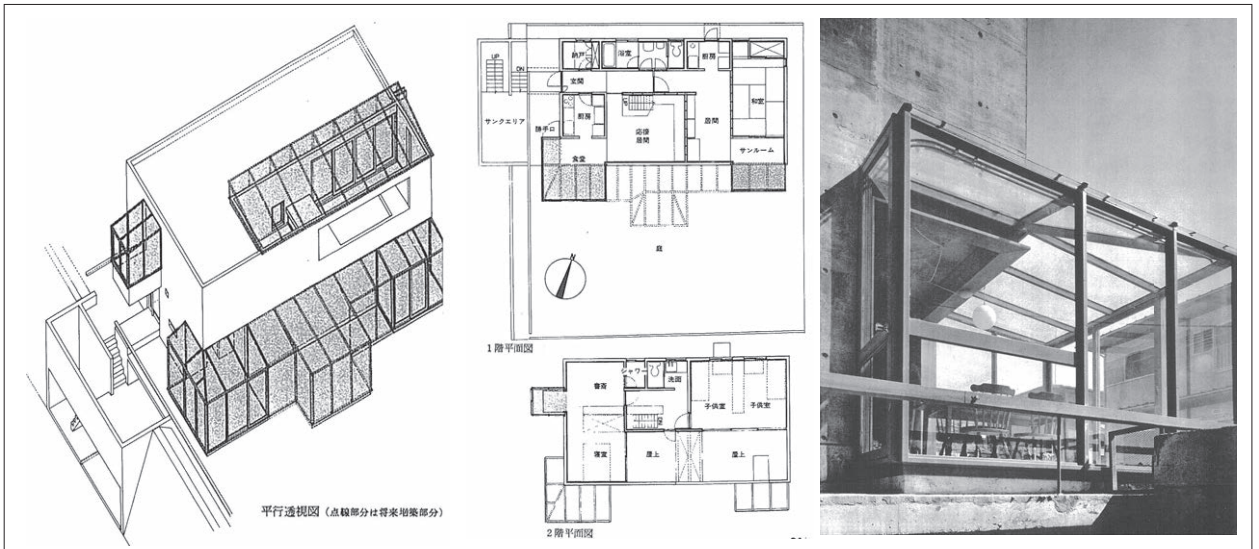 平行透視図（点線部分は将来増築部分）
UP
DN
納戸
浴室
厨房
玄関
和室
サンクエリア
厨房
勝手口
応接
居間
居間
食堂
サンルーム
庭
N
1階平面図
書斎
シャワー
洗面
子供室
子供室
寝室
屋上
屋上
2階平面図